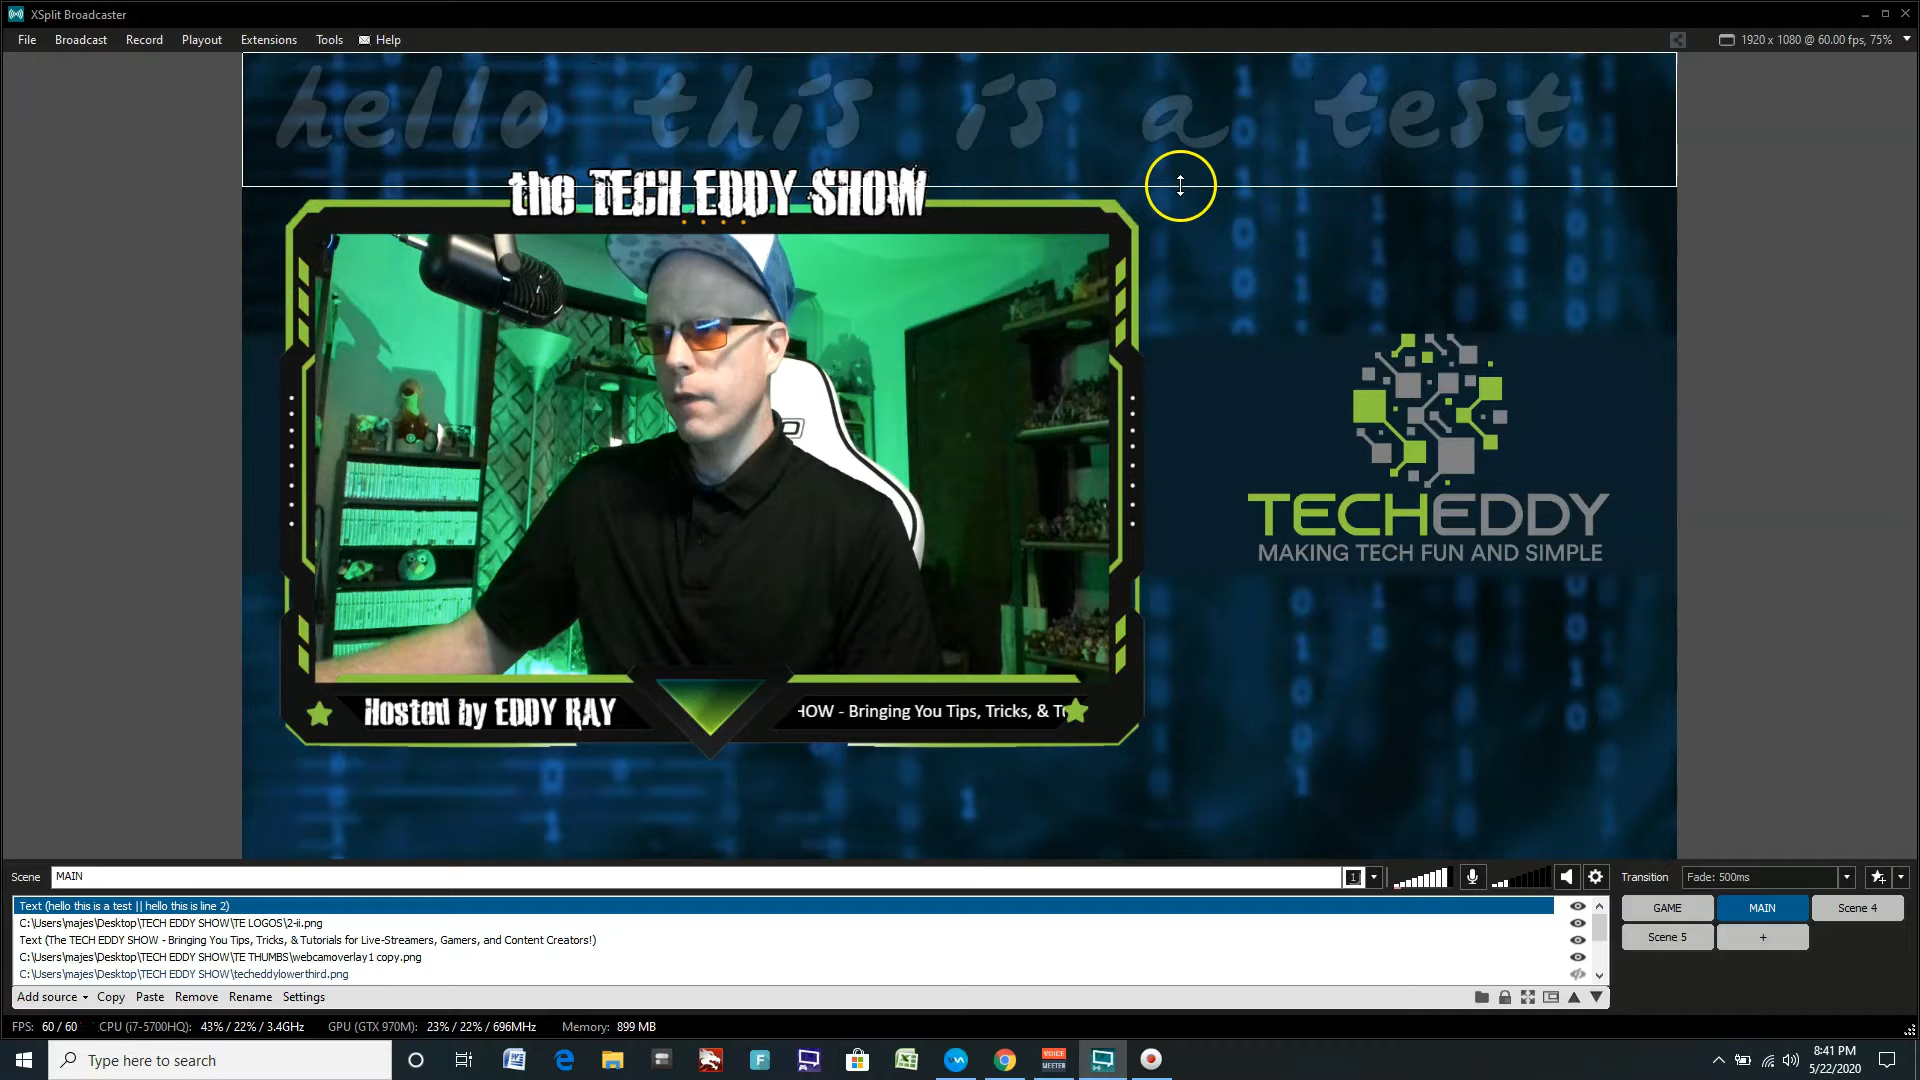 XSplit Broadcaster
File Broadcast Record Playout Extensions Tools Help
1920 x 1080 @ 60.00 fps, 75%
hello this is a test
the TECH EDDY SHOW
TECHEDDY
MAKING TECH FUN AND SIMPLE
Hosted by EDDY RAY
HOW - Bringing You Tips, Tricks, & T
Scene MAIN 1 Transition Fade: 500ms
Text (hello this is a test || hello this is line 2)
C:\Users\majes\Desktop\TECH EDDY SHOW\TE LOGOS\2-ii.png
Text (The TECH EDDY SHOW - Bringing You Tips, Tricks, & Tutorials for Live-Streamers, Gamers, and Content Creators!)
C:\Users\majes\Desktop\TECH EDDY SHOW\TE THUMBS\webcamoverlay1 copy.png
C:\Users\majes\Desktop\TECH EDDY SHOW\techeddylowerthird.png
GAME MAIN Scene 4
Scene 5 +
Add source Copy Paste Remove Rename Settings
FPS: 60 / 60 CPU (i7-5700HQ): 43% / 22% / 3.4GHz GPU (GTX 970M): 23% / 22% / 696MHz Memory: 899 MB
Type here to search
VOICE
MEETER
8:41 PM
5/22/2020